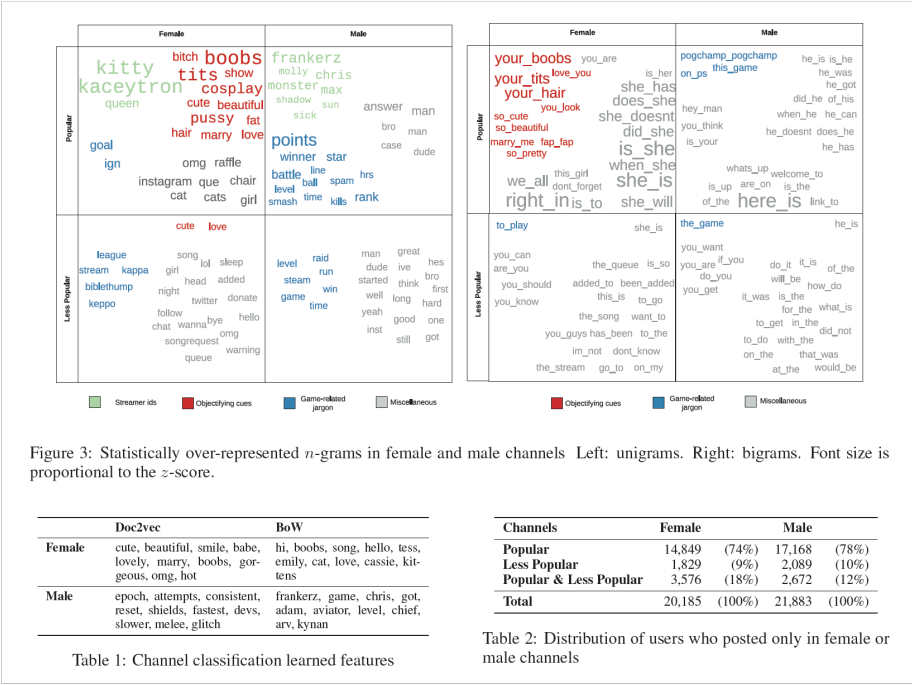 Female Male
Popular
kitty
kaceytron
queen
bitch boobs
tits show
cosplay
cute beautiful
pussy fat
hair marry love
goal
ign
omg raffle
instagram que chair
cat cats girl
frankerz
molly chris
monster max
shadow sun
sick
answer man
bro man
case dude
points
winner star
battle line hrs
level ball spam
smash time kills rank
Less Popular
cute love
league
stream kappa
biblethump
keppo
song
girl lol sleep
head added
night
twitter donate
follow
chat wanna bye hello
omg
songrequest
warning
queue
level raid
run
steam
win
game
time
man great
dude ive hes
bro
started think first
well long hard
yeah
good one
inst
still got
Streamer ids Objectifying cues Game-related jargon Miscellaneous
Female Male
Popular
your_boobs you_are
your_tits love_you is_her
your_hair she_has
you_look does_she
so_cute she_doesnt
so_beautiful did_she
marry_me fap_fap is_she
so_pretty
when_she
we_all this_girl she_is
dont_forget
right_in is_to she_will
pogchamp_pogchamp he_is is_he
on_ps this_game he_was
he_got
did_he of_his
hey_man when_he he_can
you_think
is_your he_doesnt does_he
he_has
whats_up
welcome_to
is_up are_on is_the
of_the here_is link_to
Less Popular
to_play she_is
you_can
are_you the_queue is_so
you_should added_to been_added
you_know this_is to_go
the_song want_to
you_guys has_been to_the
im_not dont_know
the_stream go_to on_my
the_game he_is
you_want
you_are if_you do_it it_is of_the
do_you will_be how_do
you_get
it_was is_the
for_the what_is
to_get in_the did_not
to_do with_the
on_the that_was
at_the would_be
Objectifying cues Game-related jargon Miscellaneous
Figure 3: Statistically over-represented n-grams in female and male channels Left: unigrams. Right: bigrams. Font size is
proportional to the z-score.
Doc2vec BoW
Female cute, beautiful, smile, babe, hi, boobs, song, hello, tess,
lovely, marry, boobs, gor- emily, cat, love, cassie, kit-
geous, omg, hot tens
Male epoch, attempts, consistent, frankerz, game, chris, got,
reset, shields, fastest, devs, adam, aviator, level, chief,
slower, melee, glitch arv, kynan
Table 1: Channel classification learned features
Channels Female Male
Popular 14,849 (74%) 17,168 (78%)
Less Popular 1,829 (9%) 2,089 (10%)
Popular & Less Popular 3,576 (18%) 2,672 (12%)
Total 20,185 (100%) 21,883 (100%)
Table 2: Distribution of users who posted only in female or
male channels